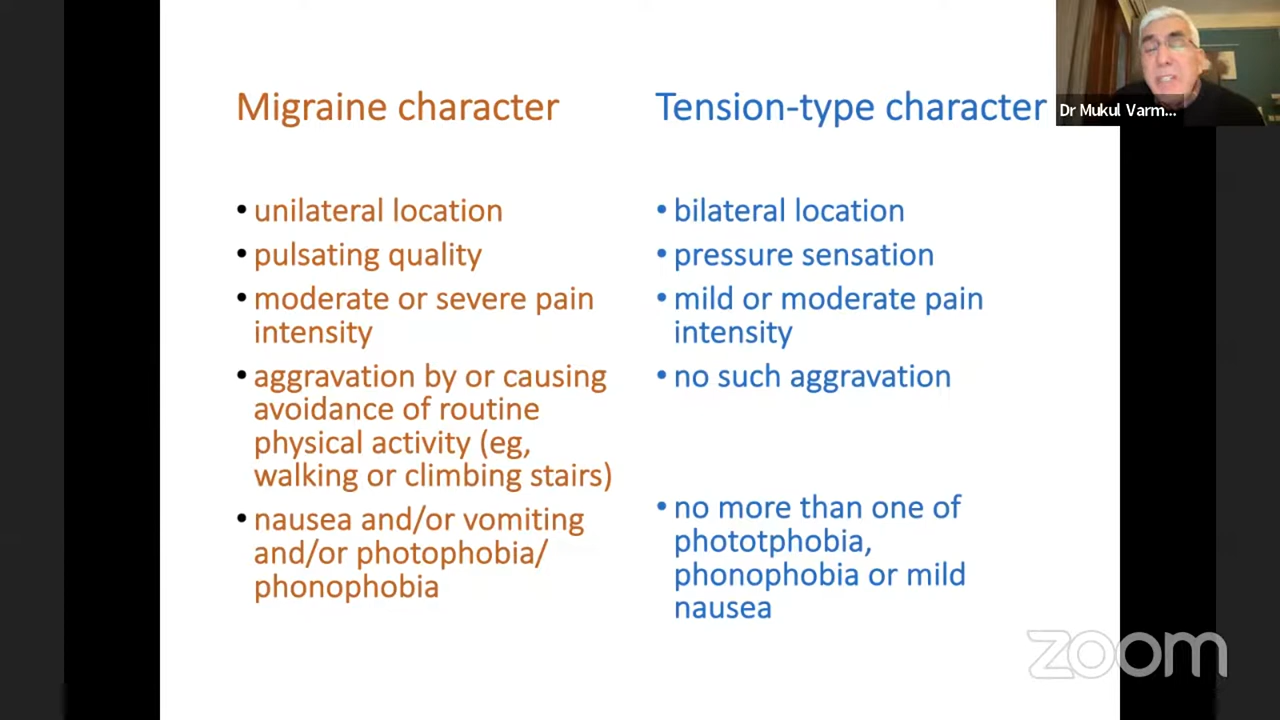 Migraine character
• unilateral location
• pulsating quality
• moderate or severe pain
intensity
• aggravation by or causing
avoidance of routine
physical activity (eg,
walking or climbing stairs)
• nausea and/or vomiting
and/or photophobia/
phonophobia
Tension-type character
• bilateral location
• pressure sensation
• mild or moderate pain
intensity
• no such aggravation
• no more than one of
phototphobia,
phonophobia or mild
nausea
Dr Mukul Varm...
zoom